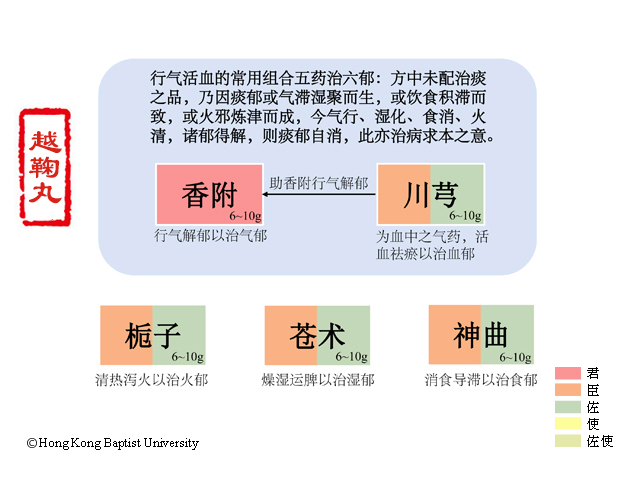 越鞠丸
行气活血的常用组合五药治六郁：方中未配治痰
之品，乃因痰郁或气滞湿聚而生，或饮食积滞而
致，或火邪炼津而成，今气行、湿化、食消、火
清，诸郁得解，则痰郁自消，此亦治病求本之意。
香附
6~10g
助香附行气解郁
川芎
6~10g
行气解郁以治气郁
为血中之气药，活
血祛瘀以治血郁
栀子
6~10g
苍术
6~10g
神曲
6~10g
清热泻火以治火郁
燥湿运脾以治湿郁
消食导滞以治食郁
君
臣
佐
使
佐使
©Hong Kong Baptist University